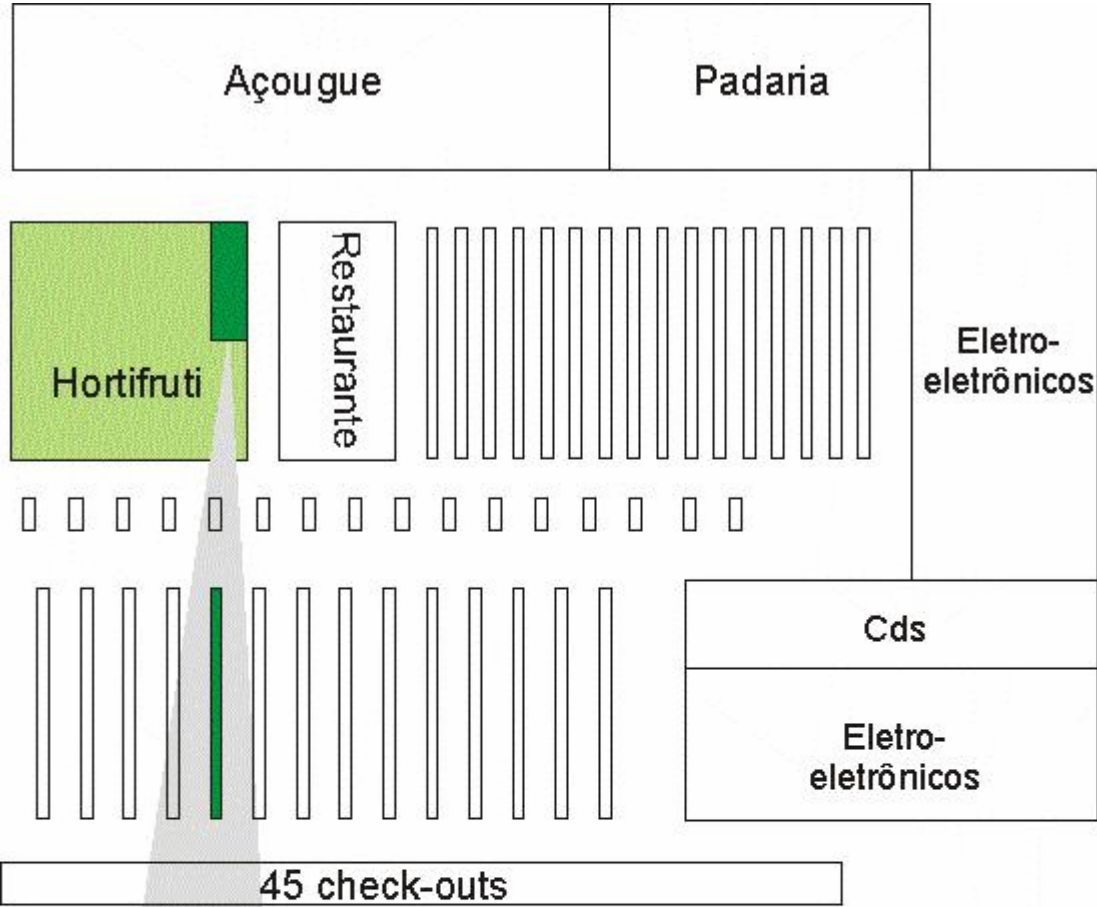 Açougue
Padaria
Hortifruti
Restaurante
Eletro-
eletrônicos
Cds
Eletro-
eletrônicos
45 check-outs